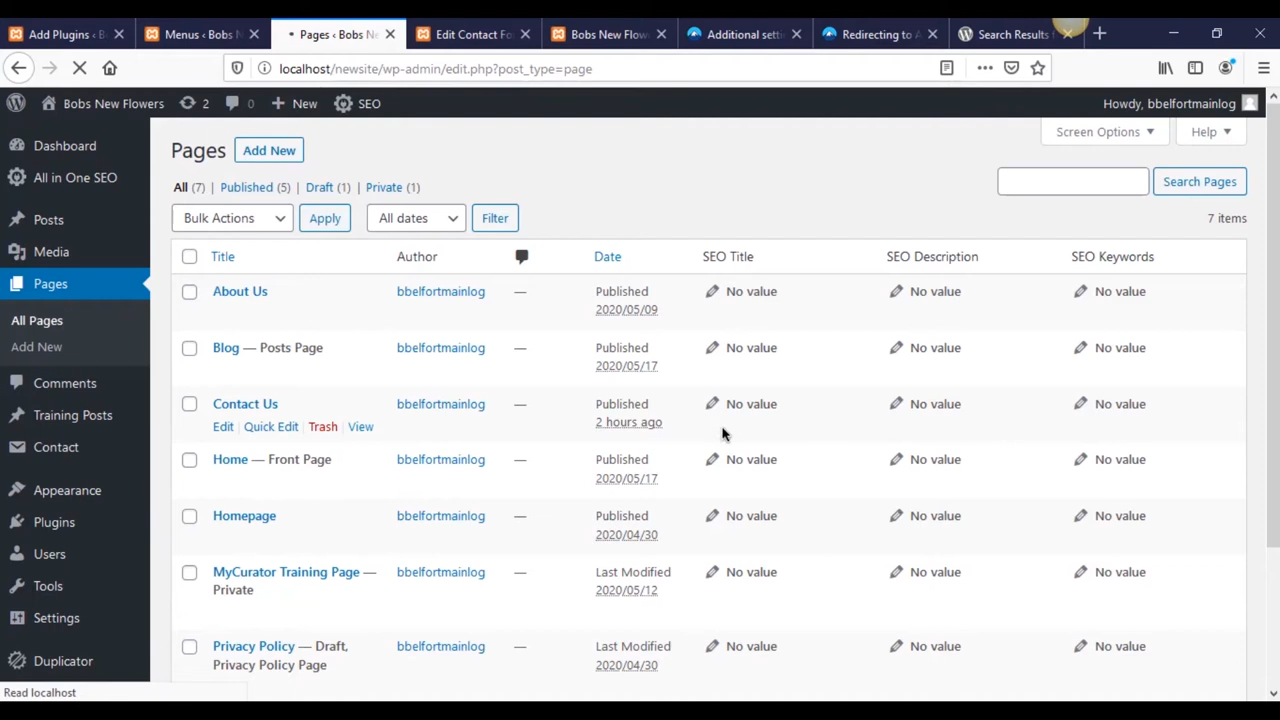 Add Plugins ‹ B
Menus ‹ Bobs N
Pages ‹ Bobs Ne
Edit Contact Fo
Bobs New Flowe
Additional sett
Redirecting to A
Search Results f
localhost/newsite/wp-admin/edit.php?post_type=page
Bobs New Flowers
2
0
New
SEO
Howdy, bbelfortmainlog
Dashboard
All in One SEO
Posts
Media
Pages
All Pages
Add New
Comments
Training Posts
Contact
Appearance
Plugins
Users
Tools
Settings
Duplicator
Screen Options
Help
Pages Add New
All (7) | Published (5) | Draft (1) | Private (1)
Search Pages
Bulk Actions Apply All dates Filter
7 items
Title Author Date SEO Title SEO Description SEO Keywords
About Us bbelfortmainlog — Published No value No value No value
2020/05/09
Blog — Posts Page bbelfortmainlog — Published No value No value No value
2020/05/17
Contact Us bbelfortmainlog — Published No value No value No value
Edit | Quick Edit | Trash | View 2 hours ago
Home — Front Page bbelfortmainlog — Published No value No value No value
2020/05/17
Homepage bbelfortmainlog — Published No value No value No value
2020/04/30
MyCurator Training Page — bbelfortmainlog — Last Modified No value No value No value
Private 2020/05/12
Privacy Policy — Draft, bbelfortmainlog — Last Modified No value No value No value
Privacy Policy Page 2020/04/30
Read localhost